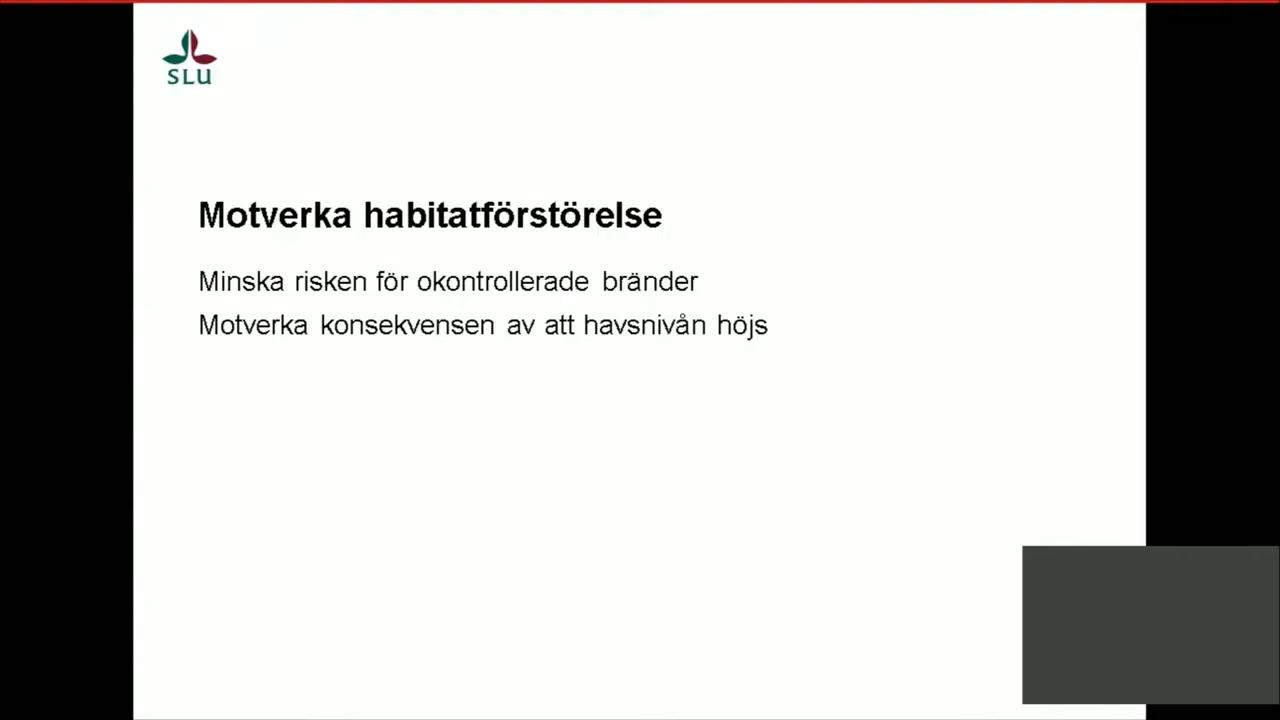 SLU
Motverka habitatförstörelse
Minska risken för okontrollerade bränder
Motverka konsekvensen av att havsnivån höjs